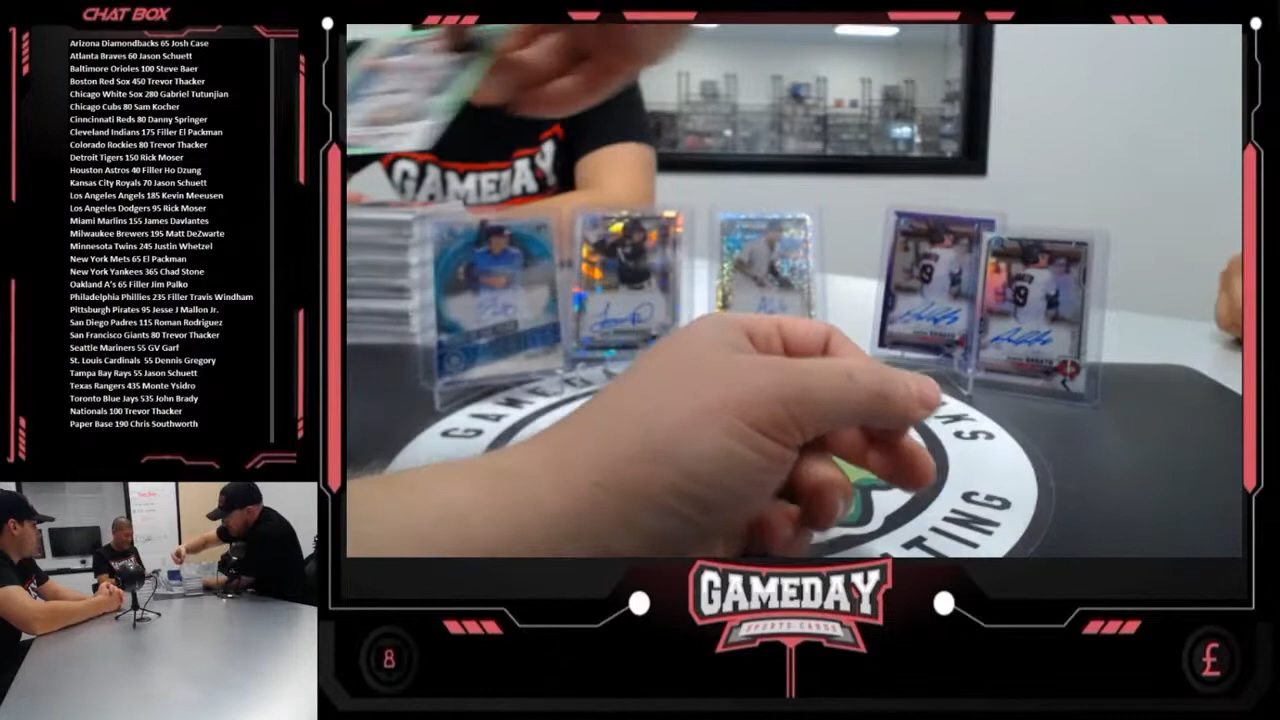 CHAT BOX
Arizona Diamondbacks 65 Josh Case
Atlanta Braves 60 Jason Schuett
Baltimore Orioles 100 Steve Baer
Boston Red Sox 450 Trevor Thacker
Chicago White Sox 280 Gabriel Tutunjian
Chicago Cubs 80 Sam Kocher
Cinncinnati Reds 80 Danny Springer
Cleveland Indians 175 Filler El Packman
Colorado Rockies 80 Trevor Thacker
Detroit Tigers 150 Rick Moser
Houston Astros 40 Filler Ho Dzung
Kansas City Royals 70 Jason Schuett
Los Angeles Angels 185 Kevin Meeusen
Los Angeles Dodgers 95 Rick Moser
Miami Marlins 155 James Davlantes
Milwaukee Brewers 195 Matt DeZwarte
Minnesota Twins 245 Justin Whetzel
New York Mets 65 El Packman
New York Yankees 365 Chad Stone
Oakland A's 65 Filler Jim Palko
Philadelphia Phillies 235 Filler Travis Windham
Pittsburgh Pirates 95 Jesse J Mallon Jr.
San Diego Padres 115 Roman Rodriguez
San Francisco Giants 80 Trevor Thacker
Seattle Mariners 55 GV Garf
St. Louis Cardinals 55 Dennis Gregory
Tampa Bay Rays 55 Jason Schuett
Texas Rangers 435 Monte Ysidro
Toronto Blue Jays 535 John Brady
Nationals 100 Trevor Thacker
Paper Base 190 Chris Southworth
GAMEDAY
GAMEDAY
SPORTS CARDS
8
£